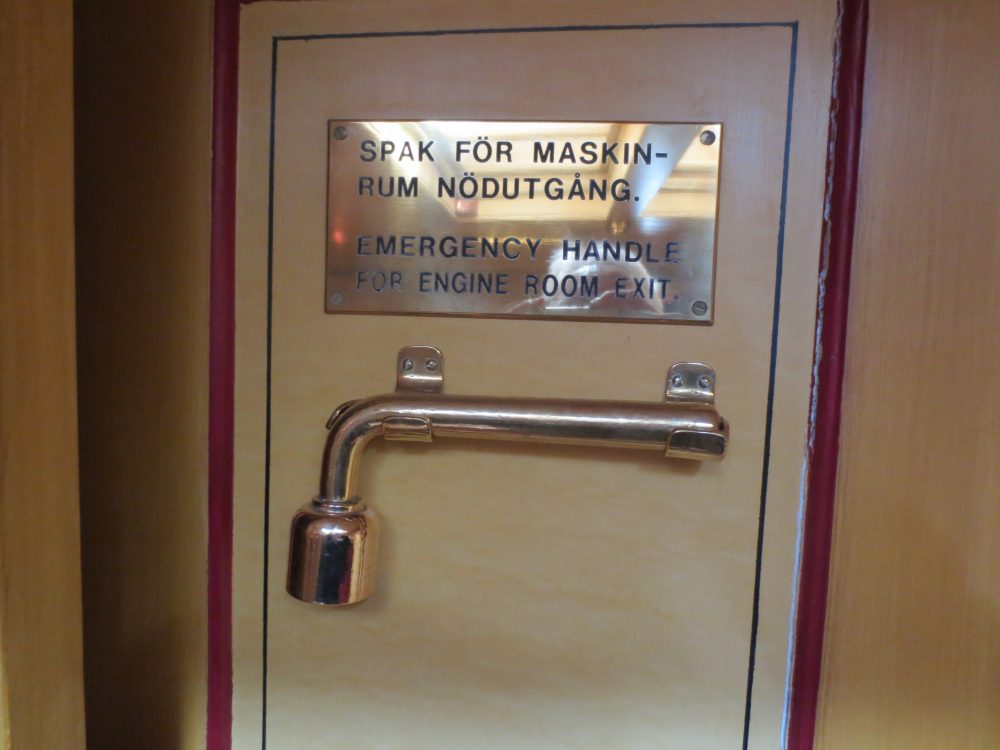 SPAK FÖR MASKIN-
RUM NÖDUTGÅNG.
EMERGENCY HANDLE
FOR ENGINE ROOM EXIT.